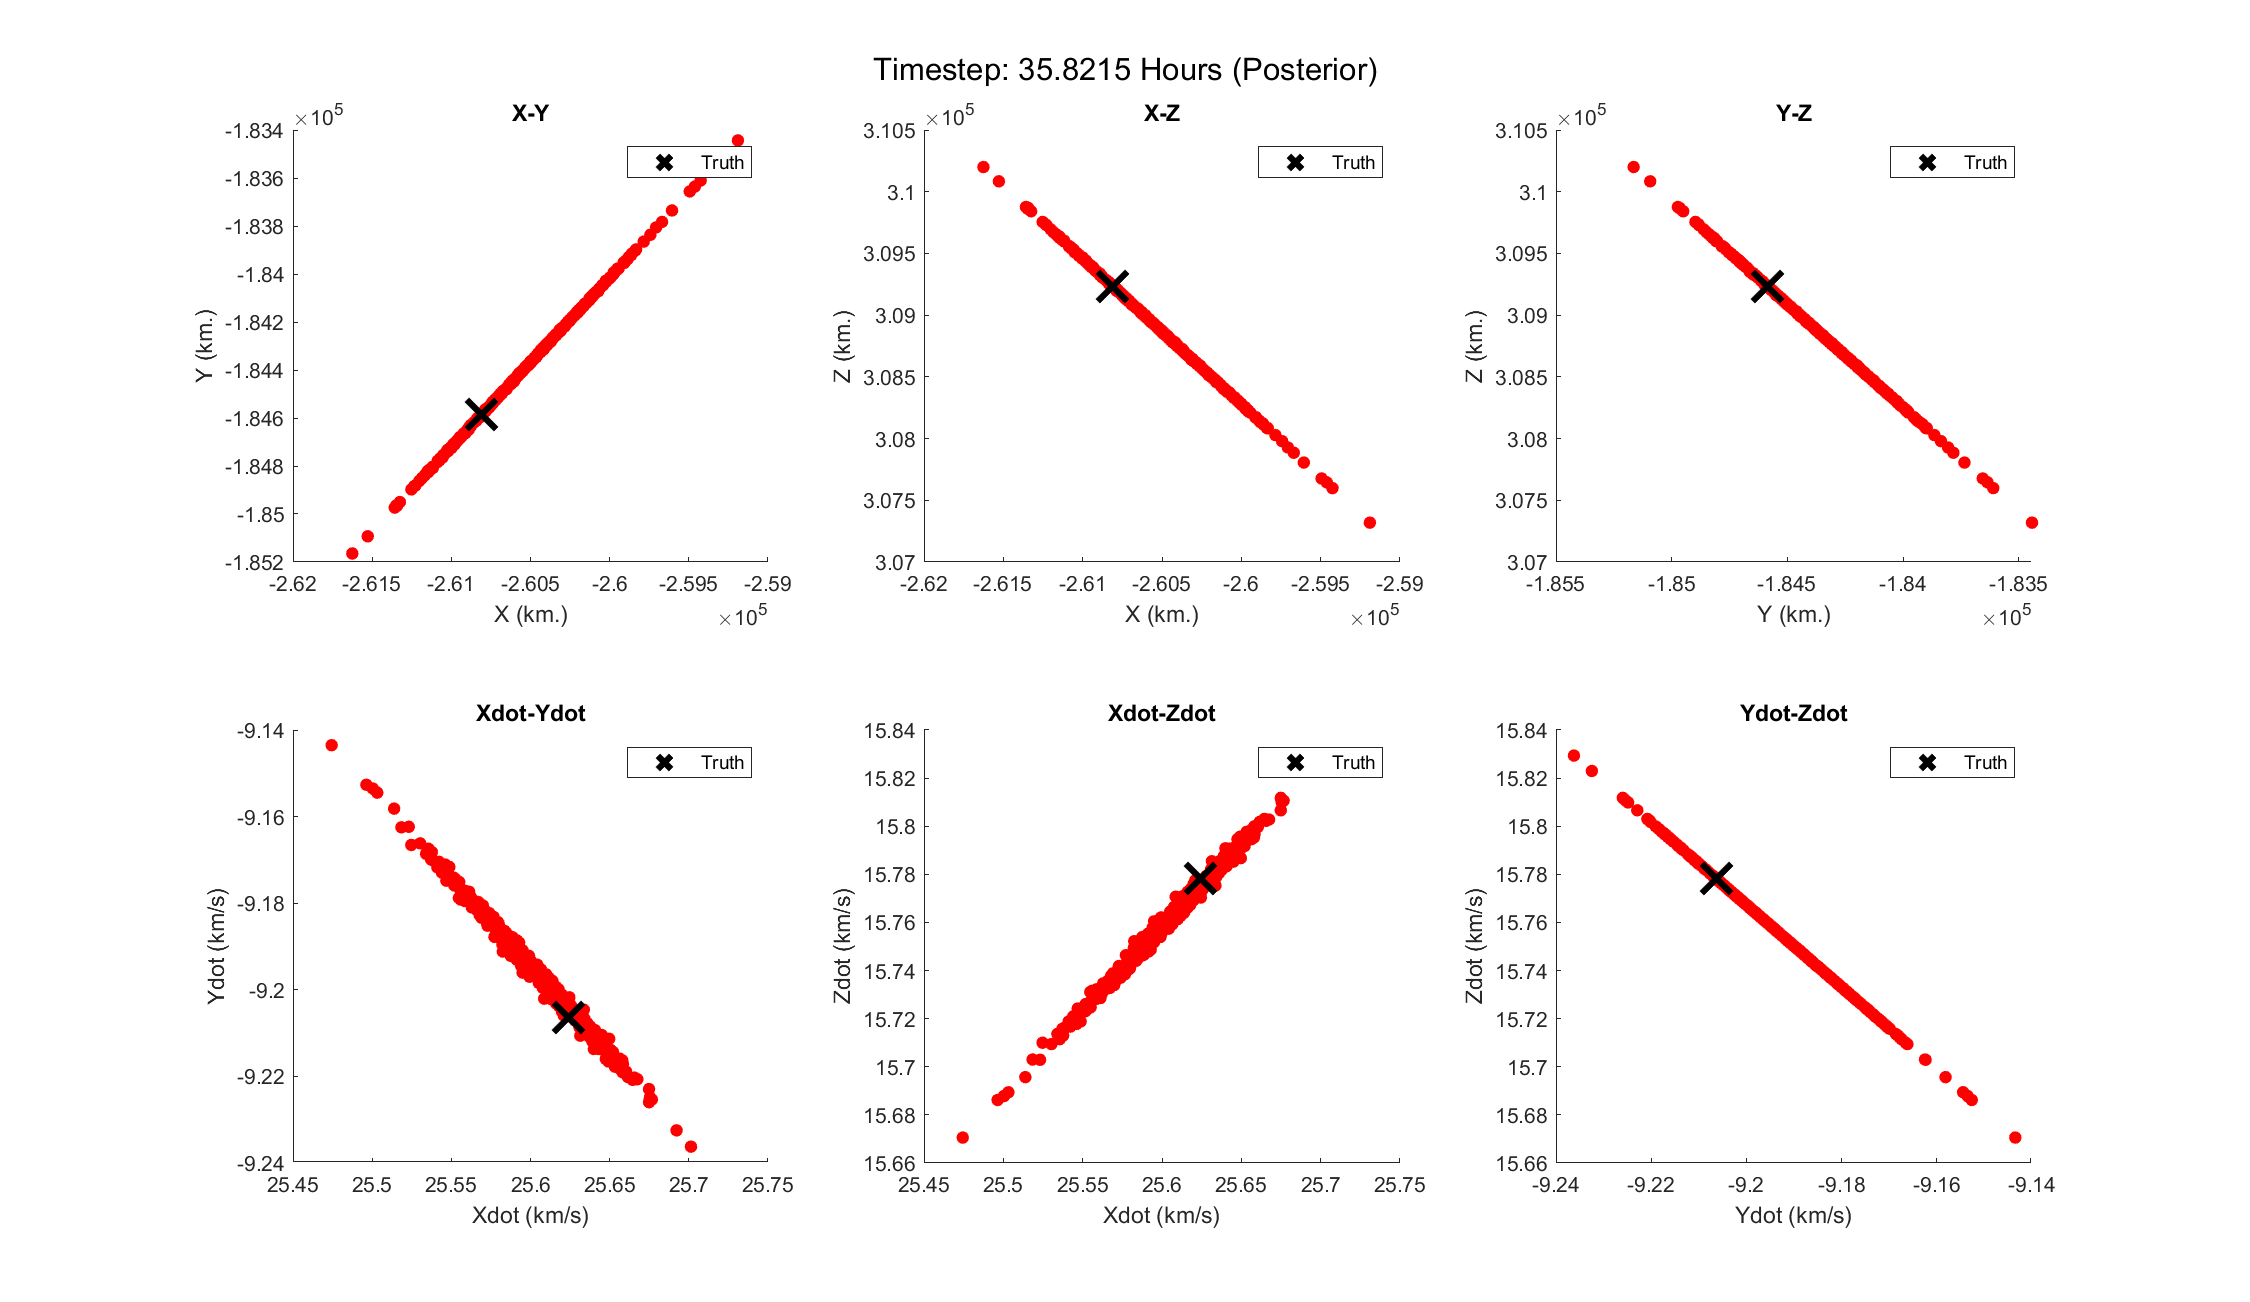 Timestep: 35.8215 Hours (Posterior)
X-Y
×10^5
-1.834
-1.836
-1.838
-1.84
-1.842
-1.844
-1.846
-1.848
-1.85
-1.852
Y (km.)
Truth
-2.62 -2.615 -2.61 -2.605 -2.6 -2.595 -2.59
X (km.)
×10^5
X-Z
×10^5
3.105
3.1
3.095
3.09
3.085
3.08
3.075
3.07
Z (km.)
Truth
-2.62 -2.615 -2.61 -2.605 -2.6 -2.595 -2.59
X (km.)
×10^5
Y-Z
×10^5
3.105
3.1
3.095
3.09
3.085
3.08
3.075
3.07
Z (km.)
Truth
-1.855 -1.85 -1.845 -1.84 -1.835
Y (km.)
×10^5
Xdot-Ydot
-9.14
-9.16
-9.18
-9.2
-9.22
-9.24
Ydot (km/s)
Truth
25.45 25.5 25.55 25.6 25.65 25.7 25.75
Xdot (km/s)
Xdot-Zdot
15.84
15.82
15.8
15.78
15.76
15.74
15.72
15.7
15.68
15.66
Zdot (km/s)
Truth
25.45 25.5 25.55 25.6 25.65 25.7 25.75
Xdot (km/s)
Ydot-Zdot
15.84
15.82
15.8
15.78
15.76
15.74
15.72
15.7
15.68
15.66
Zdot (km/s)
Truth
-9.24 -9.22 -9.2 -9.18 -9.16 -9.14
Ydot (km/s)